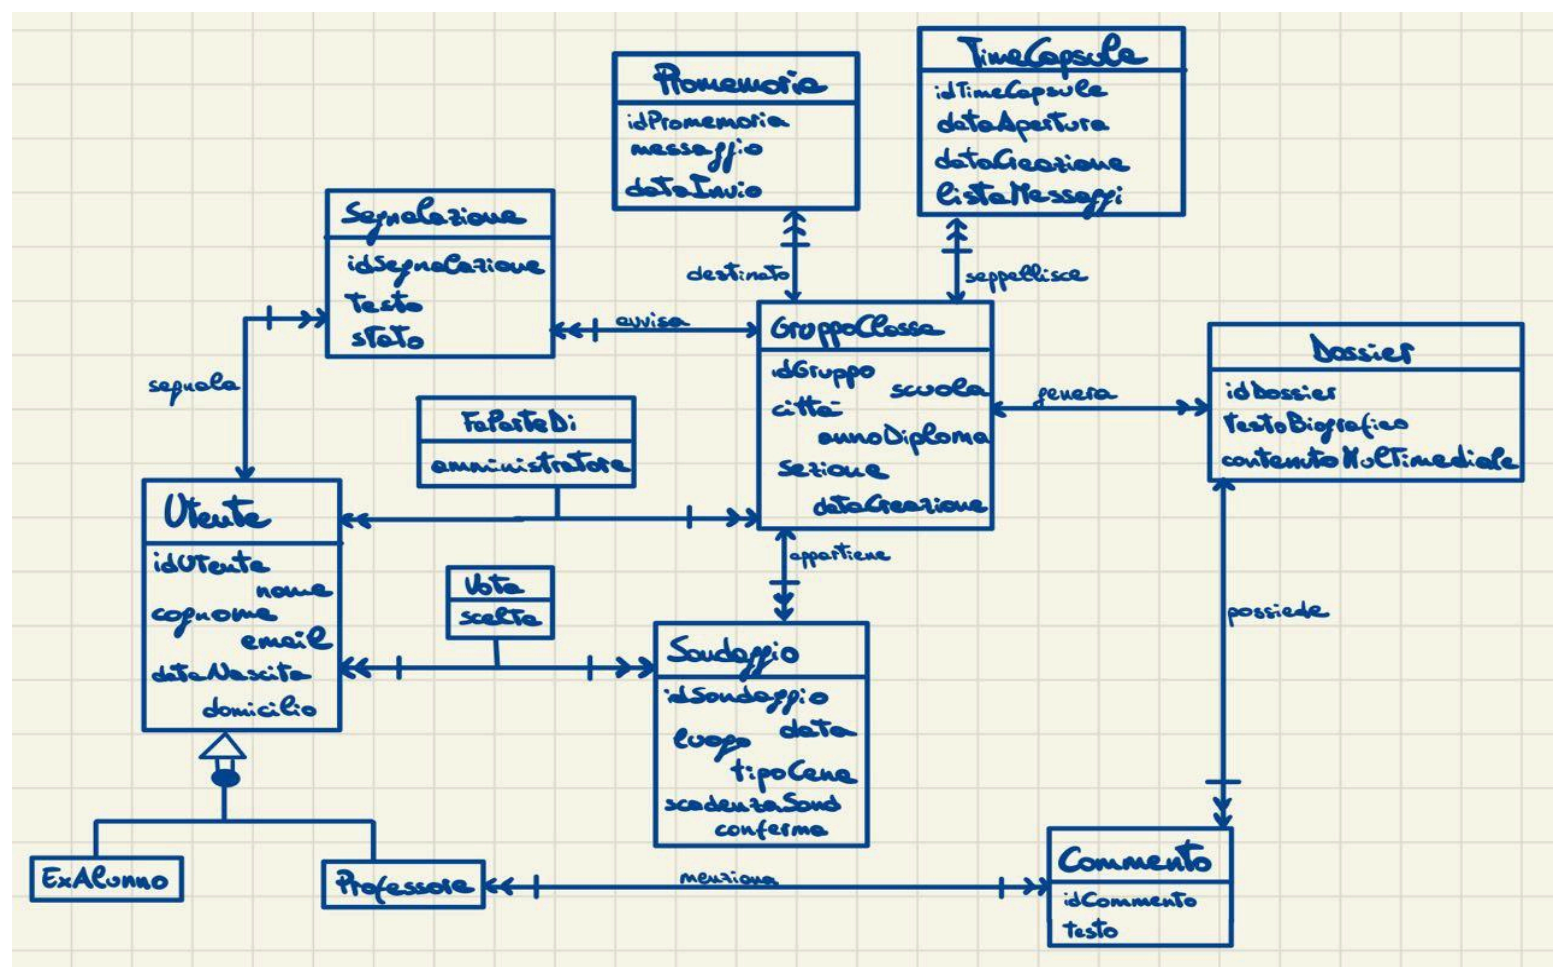 TimeCapsule
idTimeCapsule
dataApertura
dataCreazione
listaMessaggi
Promemoria
idPromemoria
messaggio
dataInvio
Segnalazione
idSegnalazione
testo
stato
destinato
seppellisce
avvisa
segnala
GruppoClasse
idGruppo
scuola
città
annoDiploma
sezione
dataCreazione
genera
Dossier
idDossier
testoBiografico
contenutoMultimediale
FaParteDi
amministratore
Utente
idUtente
nome
cognome
email
dataNascita
domicilio
appartiene
Vota
scelta
Sondaggio
idSondaggio
data
luogo
tipoCena
scadenzaSond
conferma
possiede
ExAlunno
Professore
menziona
Commento
idCommento
testo